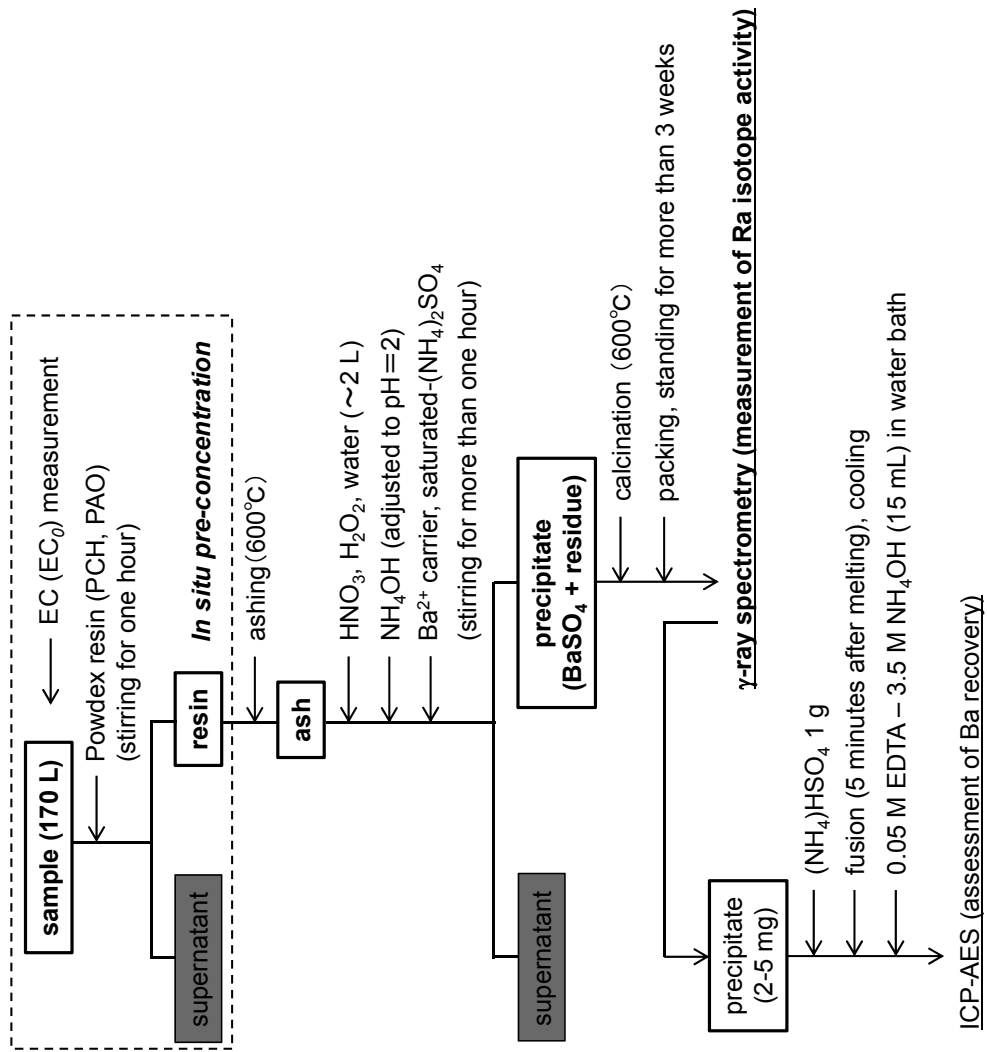 sample (170 L)
EC (EC₀) measurement
Powdex resin (PCH, PAO)
(stirring for one hour)
supernatant
resin
In situ pre-concentration
ashing (600°C)
ash
HNO₃, H₂O₂, water (～2 L)
NH₄OH (adjusted to pH＝2)
Ba²⁺ carrier, saturated-(NH₄)₂SO₄
(stirring for more than one hour)
supernatant
precipitate
(BaSO₄ + residue)
calcination (600°C)
packing, standing for more than 3 weeks
γ-ray spectrometry (measurement of Ra isotope activity)
precipitate
(2-5 mg)
(NH₄)HSO₄ 1 g
fusion (5 minutes after melting), cooling
0.05 M EDTA – 3.5 M NH₄OH (15 mL) in water bath
ICP-AES (assessment of Ba recovery)